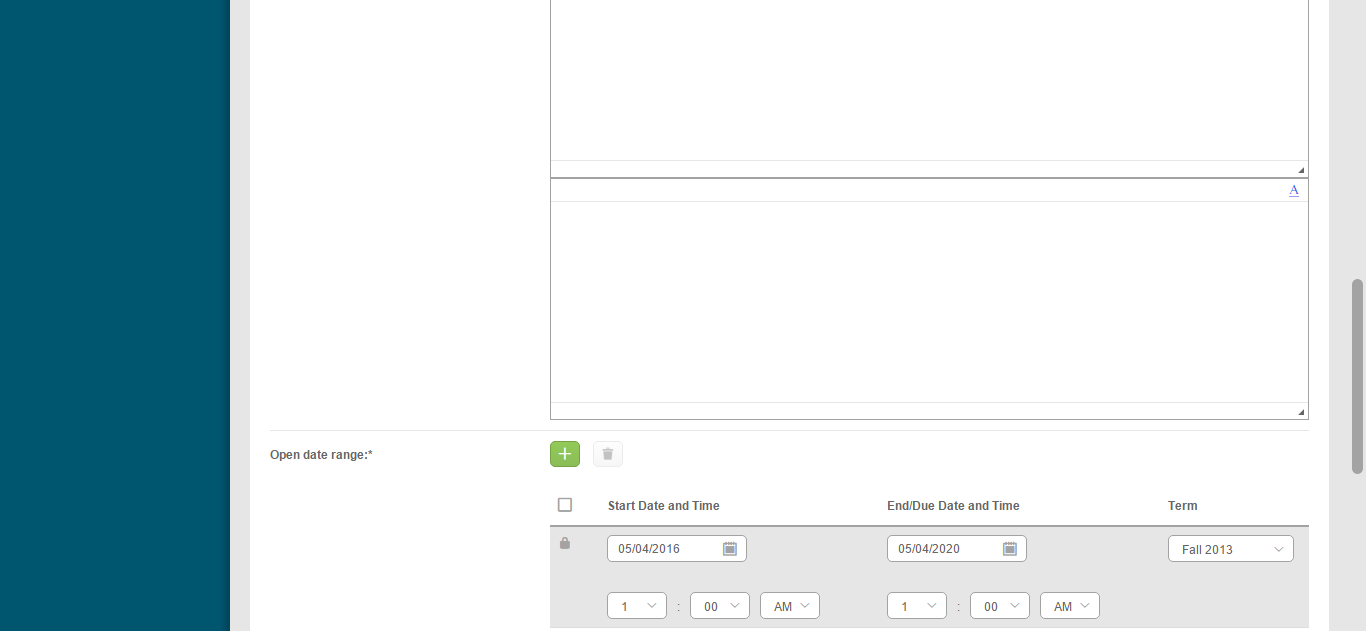 A
Open date range:*
Start Date and Time End/Due Date and Time Term
05/04/2016 05/04/2020 Fall 2013
1 : 00 AM 1 : 00 AM